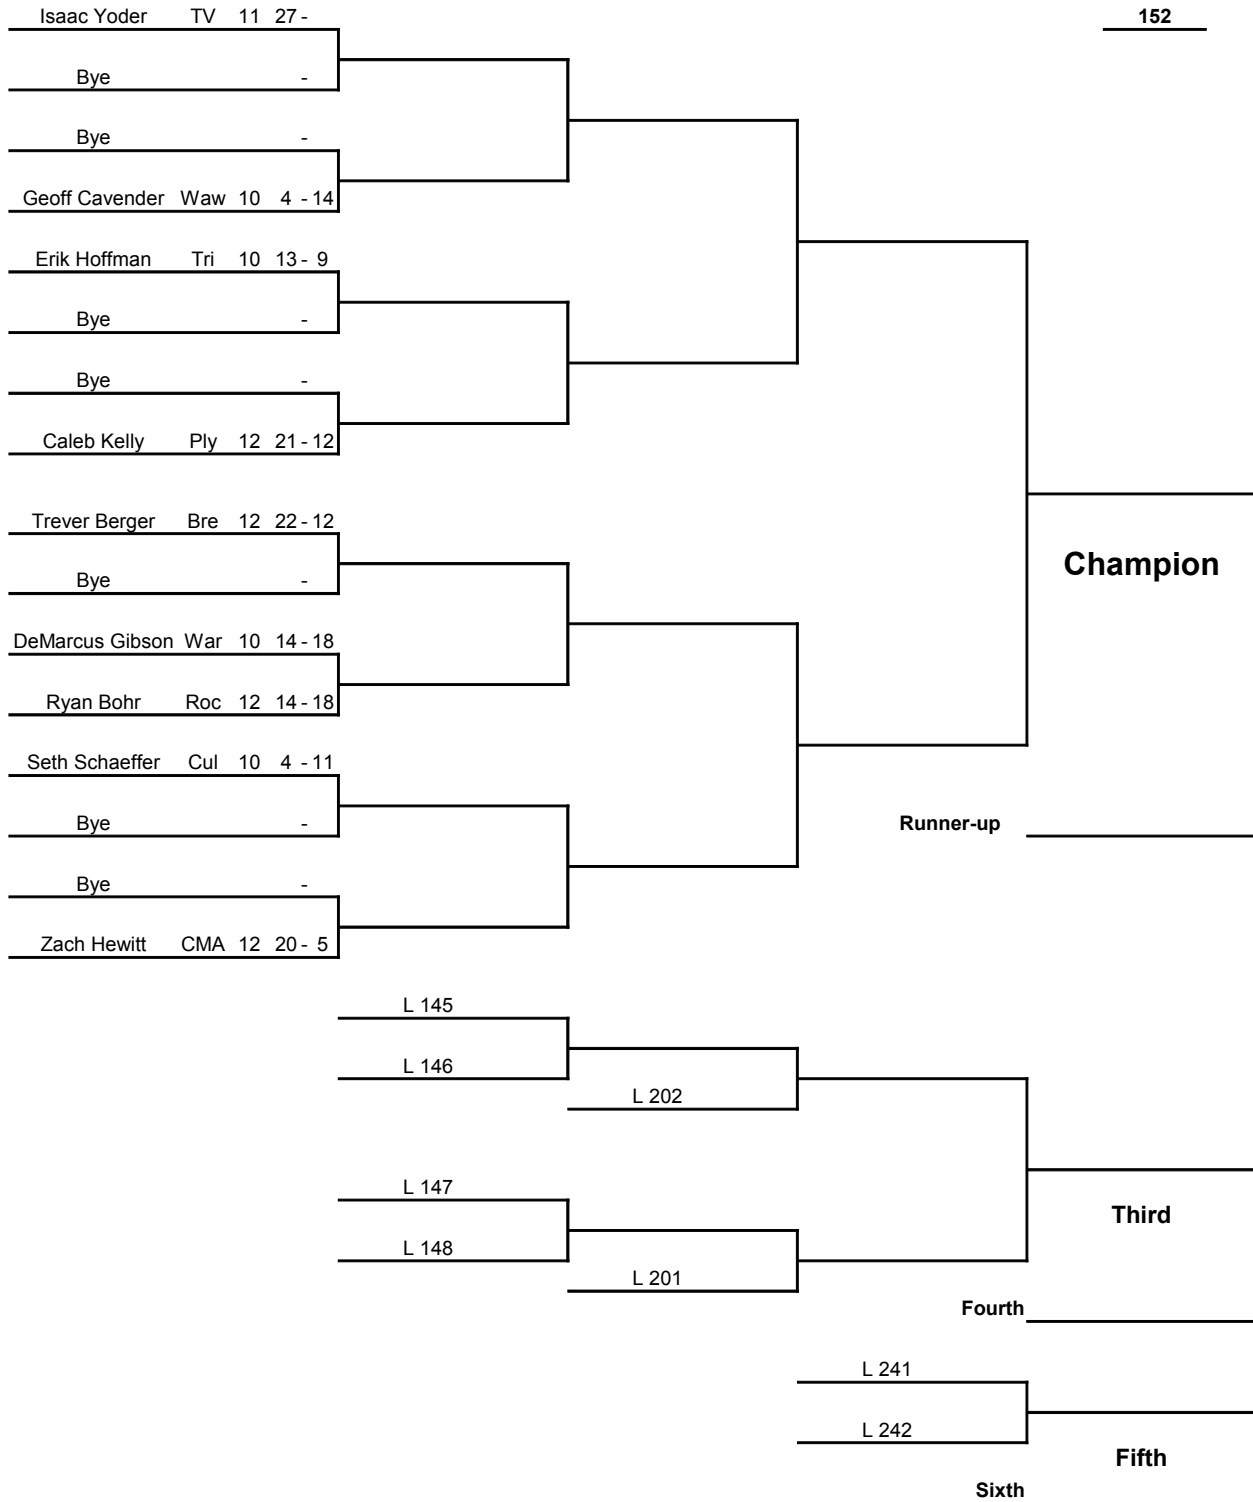 Isaac Yoder TV 11 27 - 152
Bye -
Bye -
Geoff Cavender Waw 10 4 - 14
Erik Hoffman Tri 10 13 - 9
Bye -
Bye -
Caleb Kelly Ply 12 21 - 12
Trever Berger Bre 12 22 - 12
Champion
Bye -
DeMarcus Gibson War 10 14 - 18
Ryan Bohr Roc 12 14 - 18
Seth Schaeffer Cul 10 4 - 11
Bye -
Runner-up
Bye -
Zach Hewitt CMA 12 20 - 5
L 145
L 146
L 202
L 147
Third
L 148
L 201
Fourth
L 241
L 242
Fifth
Sixth